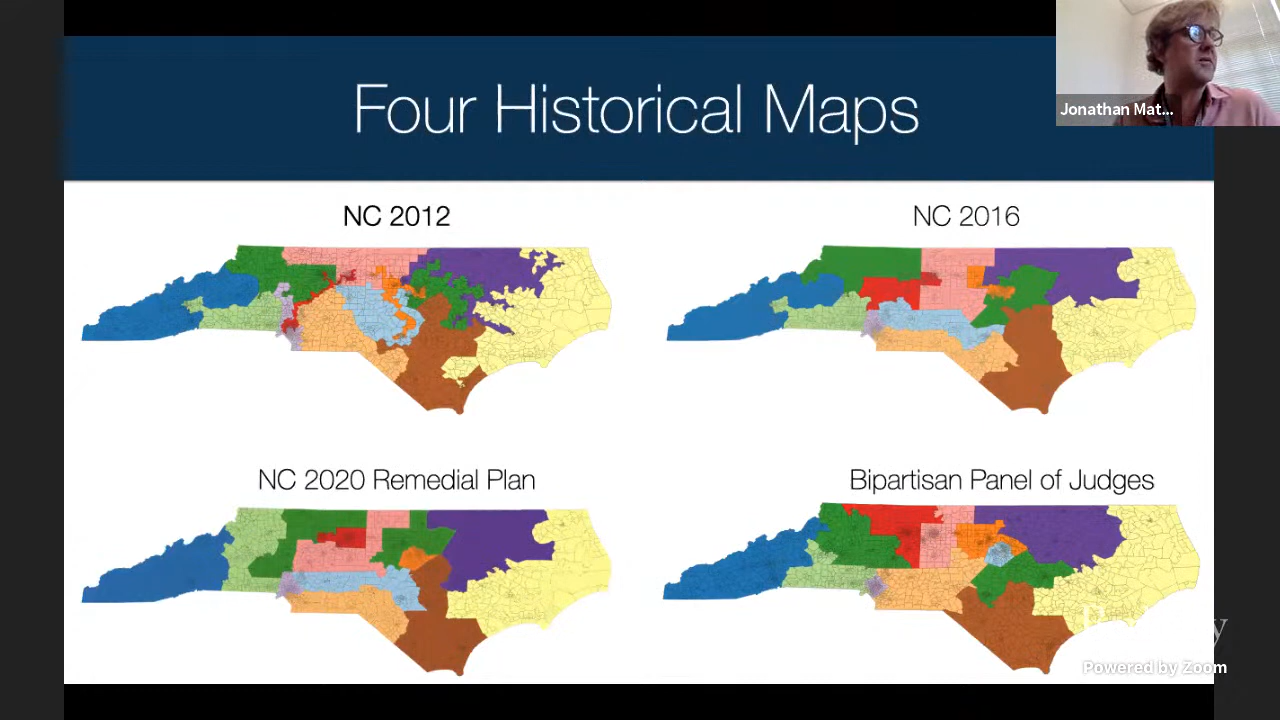 Four Historical Maps
Jonathan Mat...
NC 2012
NC 2016
NC 2020 Remedial Plan
Bipartisan Panel of Judges
Powered by Zoom